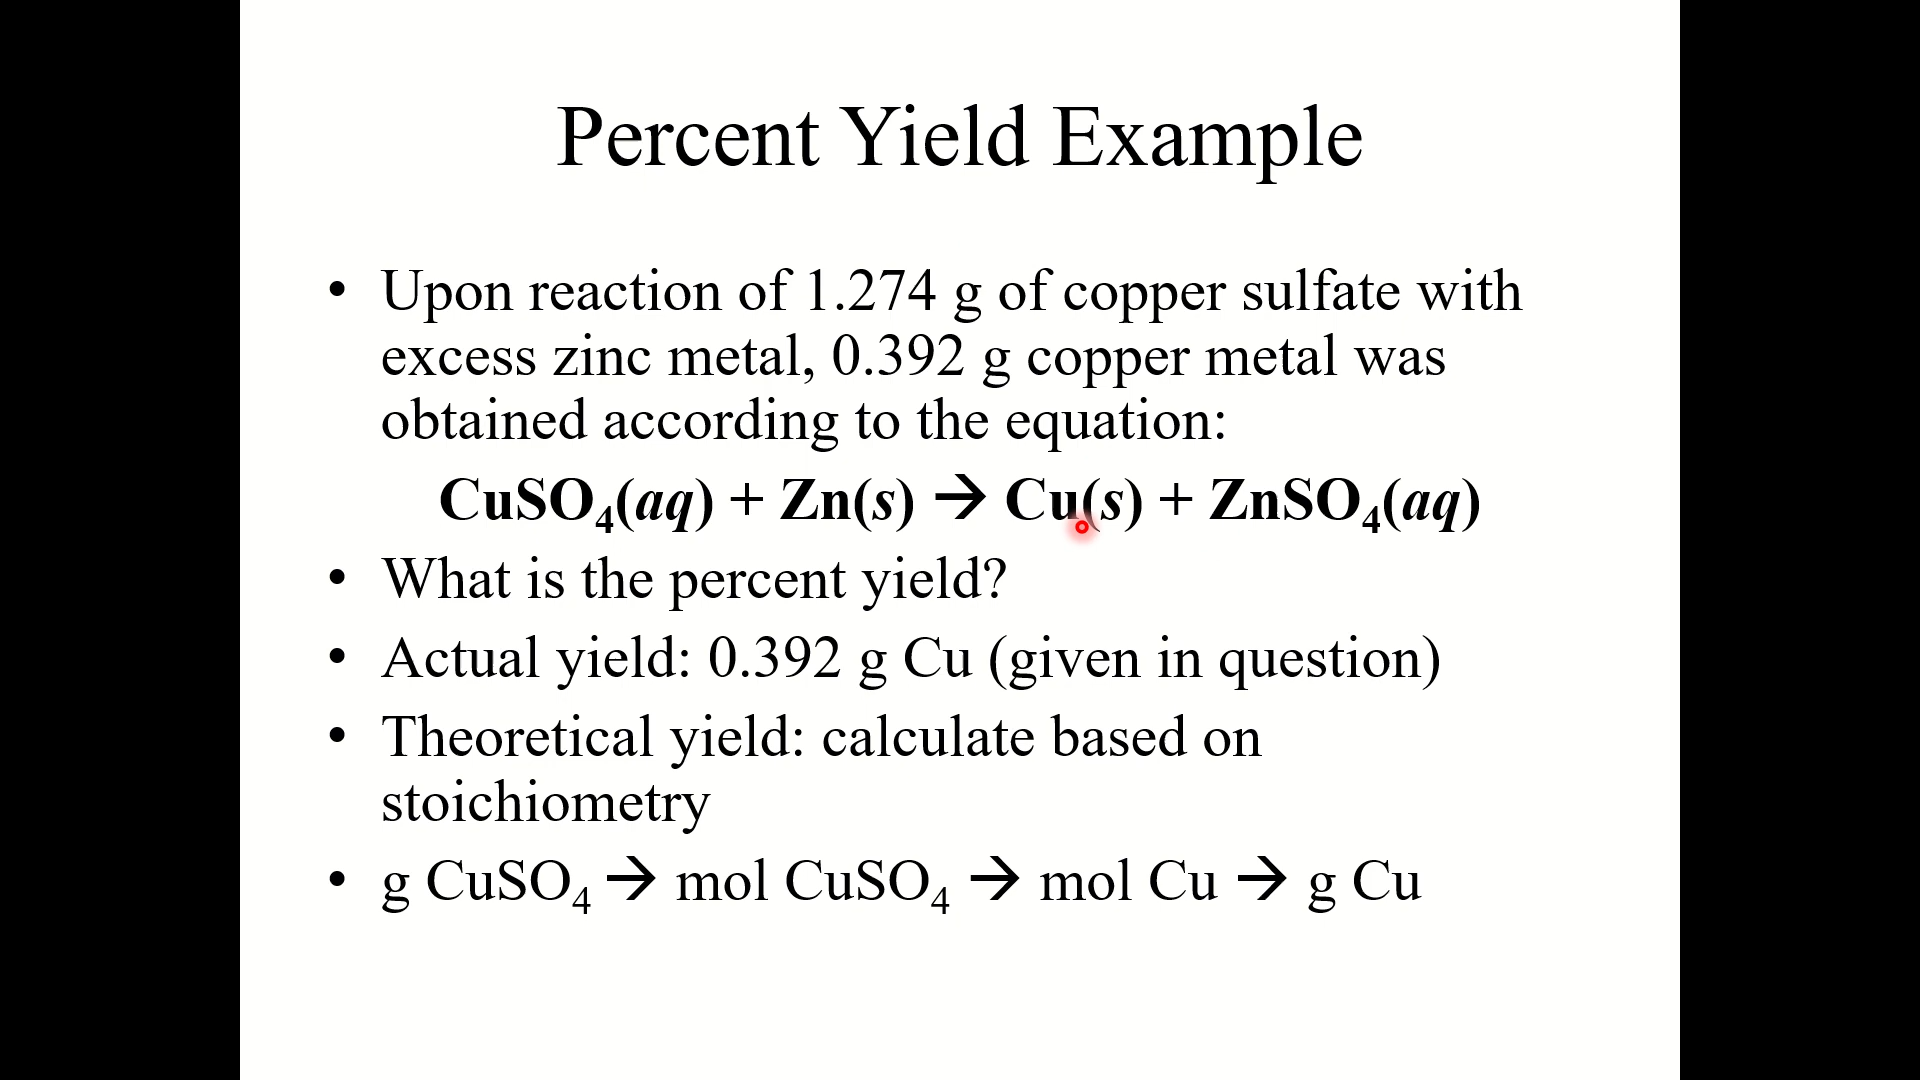 Percent Yield Example
• Upon reaction of 1.274 g of copper sulfate with
excess zinc metal, 0.392 g copper metal was
obtained according to the equation:
CuSO₄(aq) + Zn(s) → Cu(s) + ZnSO₄(aq)
• What is the percent yield?
• Actual yield: 0.392 g Cu (given in question)
• Theoretical yield: calculate based on
stoichiometry
• g CuSO₄ → mol CuSO₄ → mol Cu → g Cu